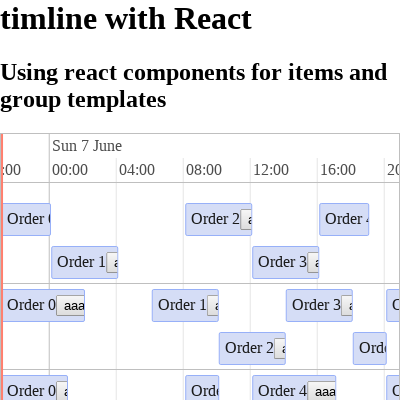 timline with React
Using react components for items and
group templates
Sun 7 June
:00 00:00 04:00 08:00 12:00 16:00 20
Order Order 2 a Order
Order 1 a Order 3 a
Order 0 aaa Order 1 a Order 3 a
Order 2 a Orde
Order 0 a Orde Order 4 aaa